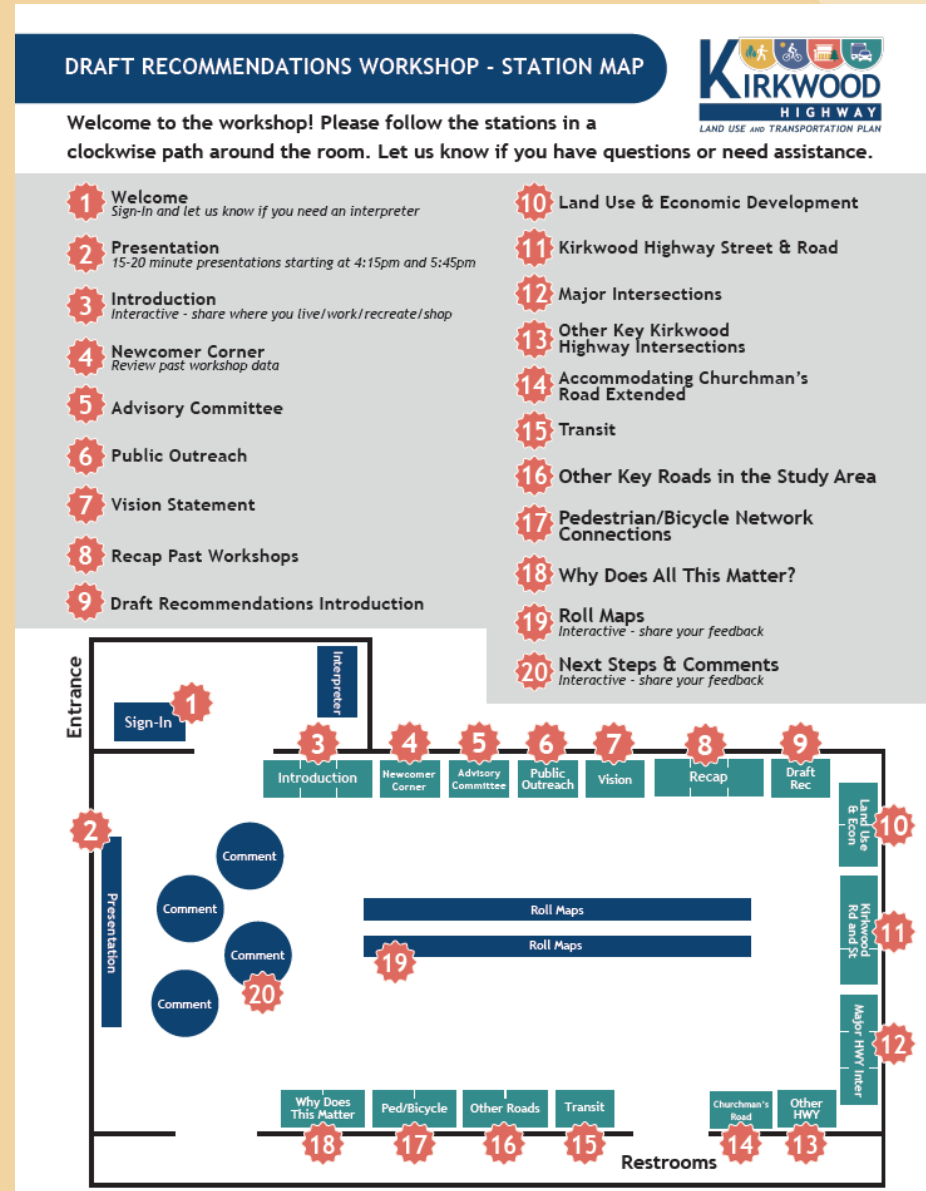 DRAFT RECOMMENDATIONS WORKSHOP - STATION MAP
KIRKWOOD
HIGHWAY
LAND USE AND TRANSPORTATION PLAN
Welcome to the workshop! Please follow the stations in a
clockwise path around the room. Let us know if you have questions or need assistance.
1 Welcome
Sign-In and let us know if you need an interpreter
2 Presentation
15-20 minute presentations starting at 4:15pm and 5:45pm
3 Introduction
Interactive - share where you live/work/recreate/shop
4 Newcomer Corner
Review past workshop data
5 Advisory Committee
6 Public Outreach
7 Vision Statement
8 Recap Past Workshops
9 Draft Recommendations Introduction
10 Land Use & Economic Development
11 Kirkwood Highway Street & Road
12 Major Intersections
13 Other Key Kirkwood
Highway Intersections
14 Accommodating Churchman's
Road Extended
15 Transit
16 Other Key Roads in the Study Area
17 Pedestrian/Bicycle Network
Connections
18 Why Does All This Matter?
19 Roll Maps
Interactive - share your feedback
20 Next Steps & Comments
Interactive - share your feedback
Entrance
Sign-In
1
Interpreter
3
Introduction
4
Newcomer
Corner
5
Advisory
Committee
6
Public
Outreach
7
Vision
8
Recap
9
Draft
Rec
Land Use
& Econ
10
2
Presentation
Comment
Comment
Comment
20
Comment
Roll Maps
Roll Maps
19
Kirkwood
Rd and St
11
Major HWY Inter
12
Why Does
This Matter
18
Ped/Bicycle
17
Other Roads
16
Transit
15
Churchman's
Road
14
Other
HWY
13
Restrooms